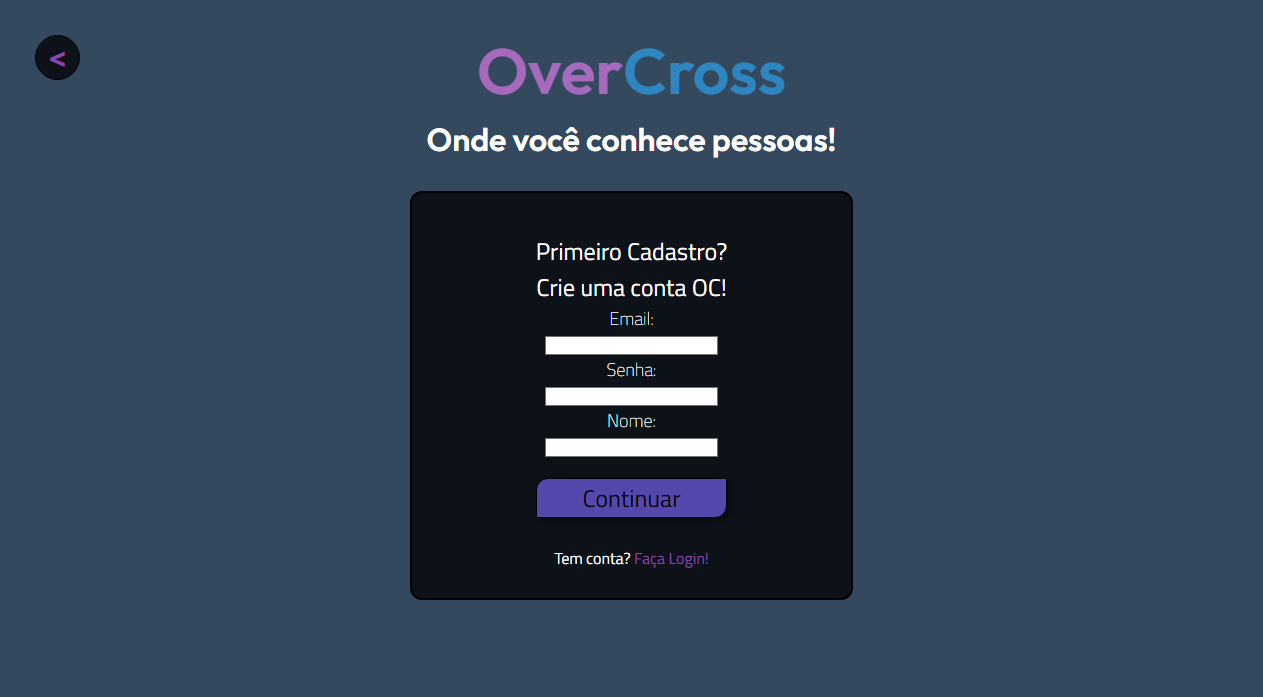 <
OverCross
Onde você conhece pessoas!
Primeiro Cadastro?
Crie uma conta OC!
Email:
Senha:
Nome:
Continuar
Tem conta? Faça Login!